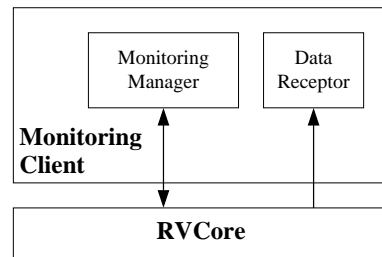 Monitoring
Manager
Data
Receptor
Monitoring
Client
RVCore